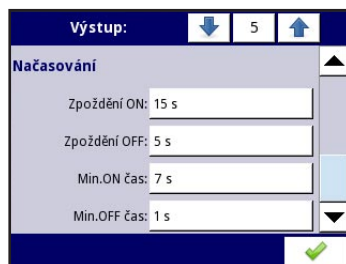 Výstup: 5
Načasování
Zpoždění ON: 15 s
Zpoždění OFF: 5 s
Min.ON čas: 7 s
Min.OFF čas: 1 s